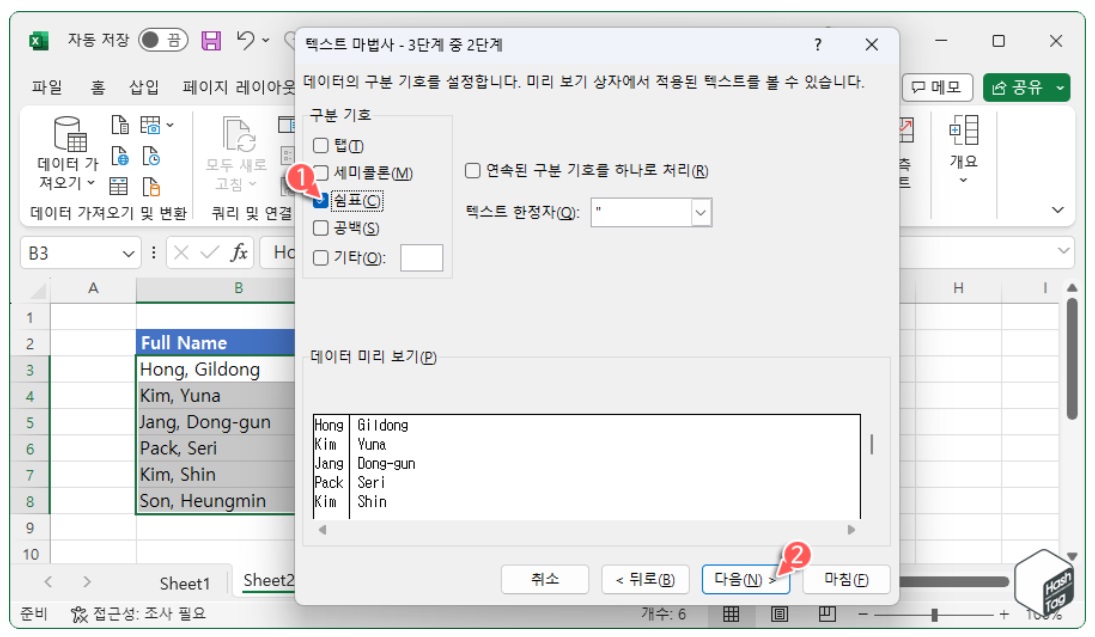 자동 저장 끔
텍스트 마법사 - 3단계 중 2단계
?
파일 홈 삽입 페이지 레이아웃
데이터의 구분 기호를 설정합니다. 미리 보기 상자에서 적용된 텍스트를 볼 수 있습니다.
메모 공유
구분 기호
탭(T)
세미콜론(M)
연속된 구분 기호를 하나로 처리(R)
1
쉼표(C)
텍스트 한정자(Q): "
공백(S)
기타(O):
데이터 가
져오기
모두 새로
고침
개요
데이터 가져오기 및 변환 쿼리 및 연결
B3 fx Ho
A B H I
1
2 Full Name
3 Hong, Gildong
4 Kim, Yuna
5 Jang, Dong-gun
6 Pack, Seri
7 Kim, Shin
8 Son, Heungmin
9
10
데이터 미리 보기(P)
Hong Gildong
Kim Yuna
Jang Dong-gun
Pack Seri
Kim Shin
2
취소 < 뒤로(B) 다음(N) > 마침(F)
Sheet1 Sheet2
준비 접근성: 조사 필요 개수: 6
Hash
Tag